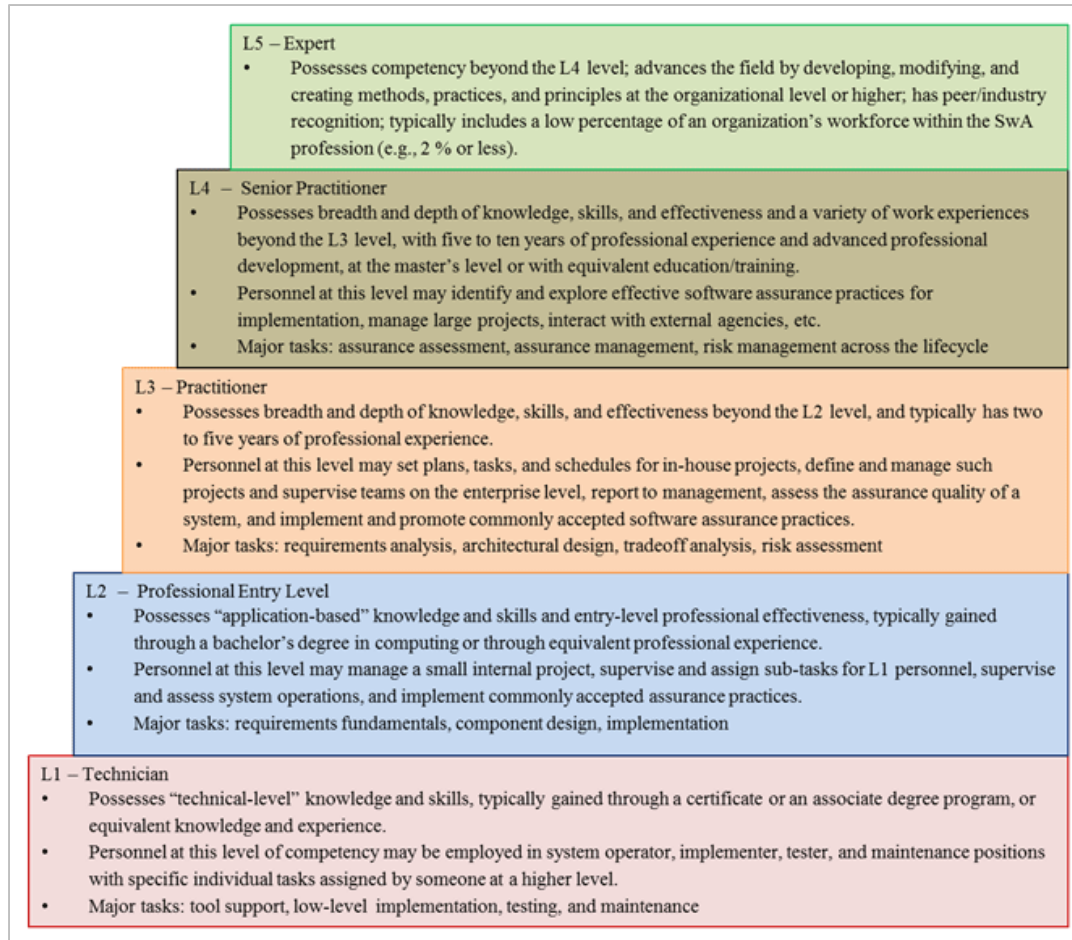 L5 – Expert
• Possesses competency beyond the L4 level; advances the field by developing, modifying, and
creating methods, practices, and principles at the organizational level or higher; has peer/industry
recognition; typically includes a low percentage of an organization’s workforce within the SwA
profession (e.g., 2 % or less).
L4 – Senior Practitioner
• Possesses breadth and depth of knowledge, skills, and effectiveness and a variety of work experiences
beyond the L3 level, with five to ten years of professional experience and advanced professional
development, at the master’s level or with equivalent education/training.
• Personnel at this level may identify and explore effective software assurance practices for
implementation, manage large projects, interact with external agencies, etc.
• Major tasks: assurance assessment, assurance management, risk management across the lifecycle
L3 – Practitioner
• Possesses breadth and depth of knowledge, skills, and effectiveness beyond the L2 level, and typically has two
to five years of professional experience.
• Personnel at this level may set plans, tasks, and schedules for in-house projects, define and manage such
projects and supervise teams on the enterprise level, report to management, assess the assurance quality of a
system, and implement and promote commonly accepted software assurance practices.
• Major tasks: requirements analysis, architectural design, tradeoff analysis, risk assessment
L2 – Professional Entry Level
• Possesses “application-based” knowledge and skills and entry-level professional effectiveness, typically gained
through a bachelor’s degree in computing or through equivalent professional experience.
• Personnel at this level may manage a small internal project, supervise and assign sub-tasks for L1 personnel, supervise
and assess system operations, and implement commonly accepted assurance practices.
• Major tasks: requirements fundamentals, component design, implementation
L1 – Technician
• Possesses “technical-level” knowledge and skills, typically gained through a certificate or an associate degree program, or
equivalent knowledge and experience.
• Personnel at this level of competency may be employed in system operator, implementer, tester, and maintenance positions
with specific individual tasks assigned by someone at a higher level.
• Major tasks: tool support, low-level implementation, testing, and maintenance